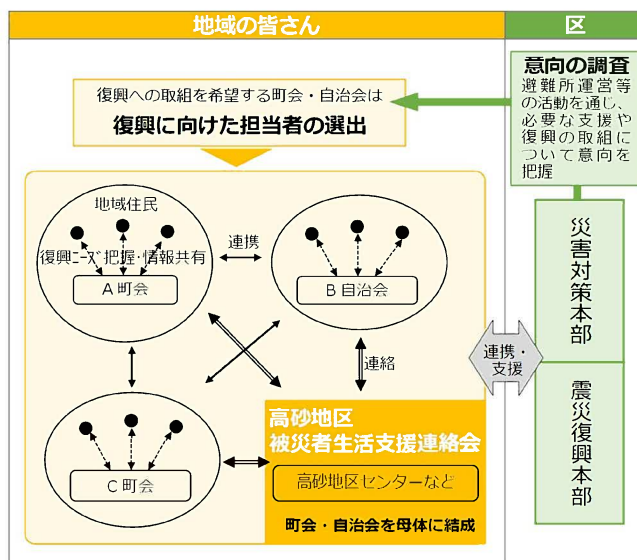 地域の皆さん
区
復興への取組を希望する町会・自治会は
復興に向けた担当者の選出
意向の調査
避難所運営等
の活動を通じ、
必要な支援や
復興の取組に
ついて意向を
把握
地域住民
復興ニーズ把握・情報共有
A町会
連携
B自治会
連絡
C町会
高砂地区
被災者生活支援連絡会
高砂地区センターなど
町会・自治会を母体に結成
連携・
支援
災害対策本部
震災復興本部